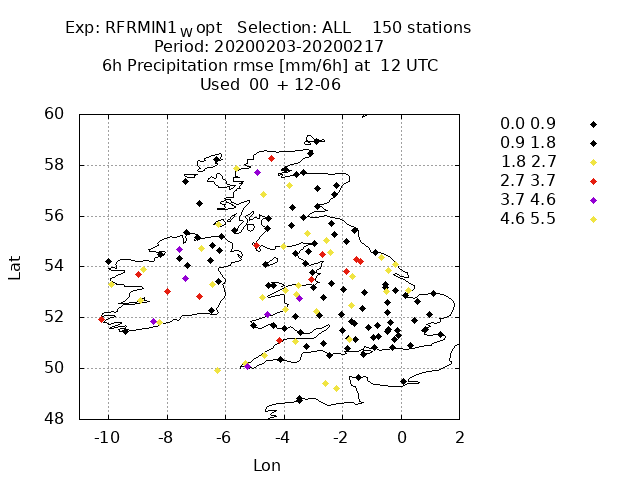 Exp: RFRMIN1Wopt Selection: ALL 150 stations
Period: 20200203-20200217
6h Precipitation rmse [mm/6h] at 12 UTC
Used 00 + 12-06
60
58
56
54
52
50
48
Lat
-10 -8 -6 -4 -2 0 2
Lon
0.0 0.9
0.9 1.8
1.8 2.7
2.7 3.7
3.7 4.6
4.6 5.5